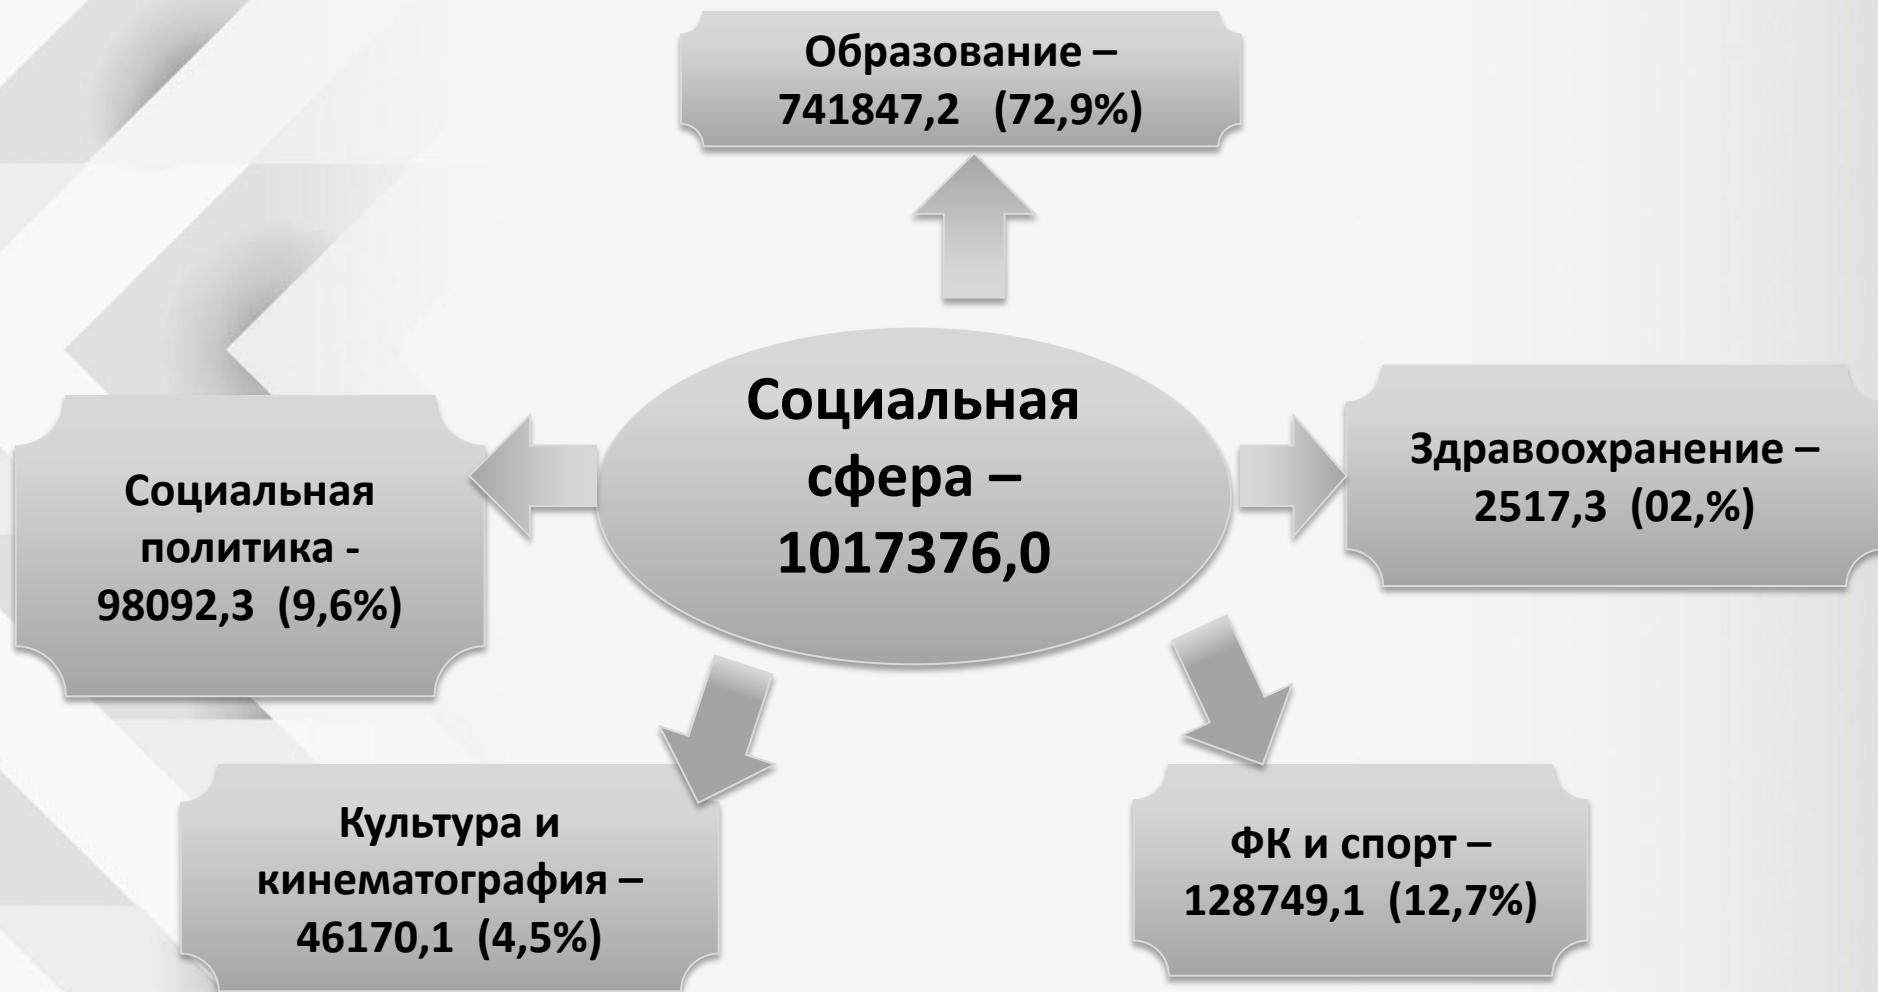 Образование –
741847,2 (72,9%)
Социальная
сфера –
1017376,0
Здравоохранение –
2517,3 (02,%)
Социальная
политика -
98092,3 (9,6%)
Культура и
кинематография –
46170,1 (4,5%)
ФК и спорт –
128749,1 (12,7%)